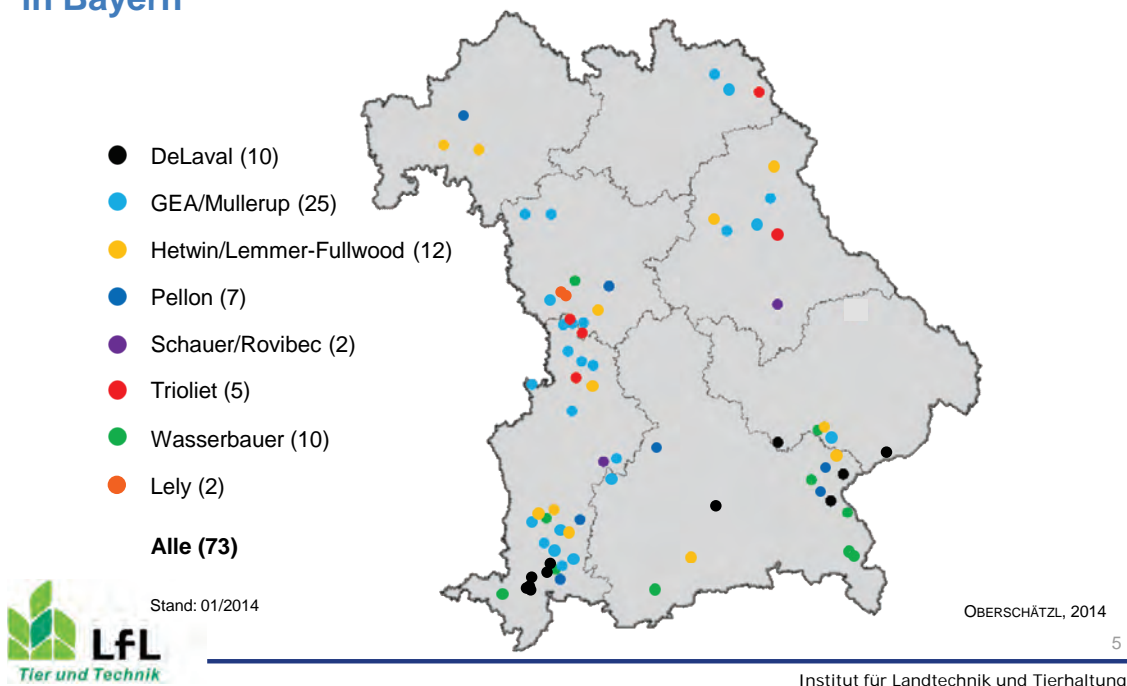 in Bayern
DeLaval (10)
GEA/Mullerup (25)
Hetwin/Lemmer-Fullwood (12)
Pellon (7)
Schauer/Rovibec (2)
Trioliet (5)
Wasserbauer (10)
Lely (2)
Alle (73)
Stand: 01/2014
OBERSCHÄTZL, 2014
5
LfL
Tier und Technik
Institut für Landtechnik und Tierhaltung